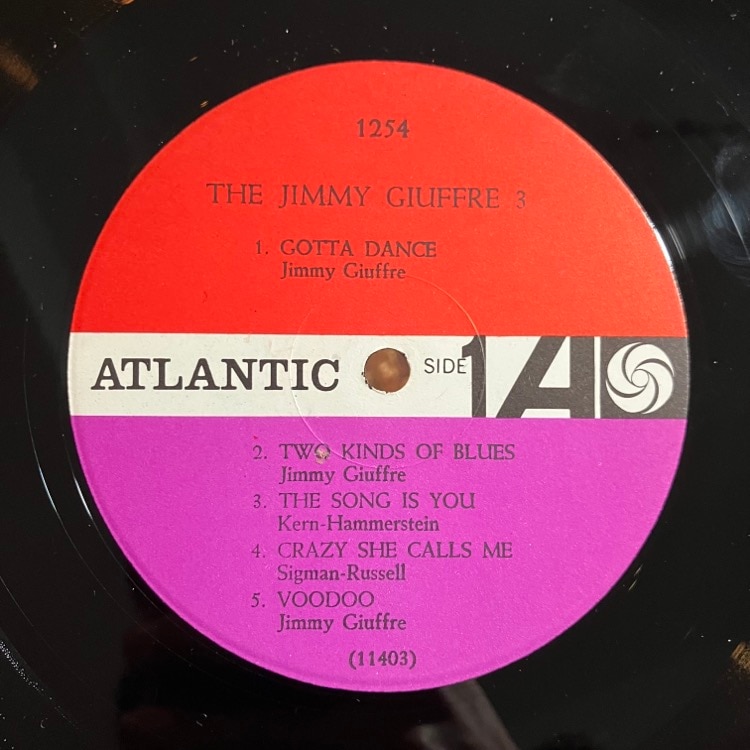 1254
THE JIMMY GIUFFRE 3
1. GOTTA DANCE
Jimmy Giuffre
ATLANTIC SIDE 1 A
2. TWO KINDS OF BLUES
Jimmy Giuffre
3. THE SONG IS YOU
Kern-Hammerstein
4. CRAZY SHE CALLS ME
Sigman-Russell
5. VOODOO
Jimmy Giuffre
(11403)